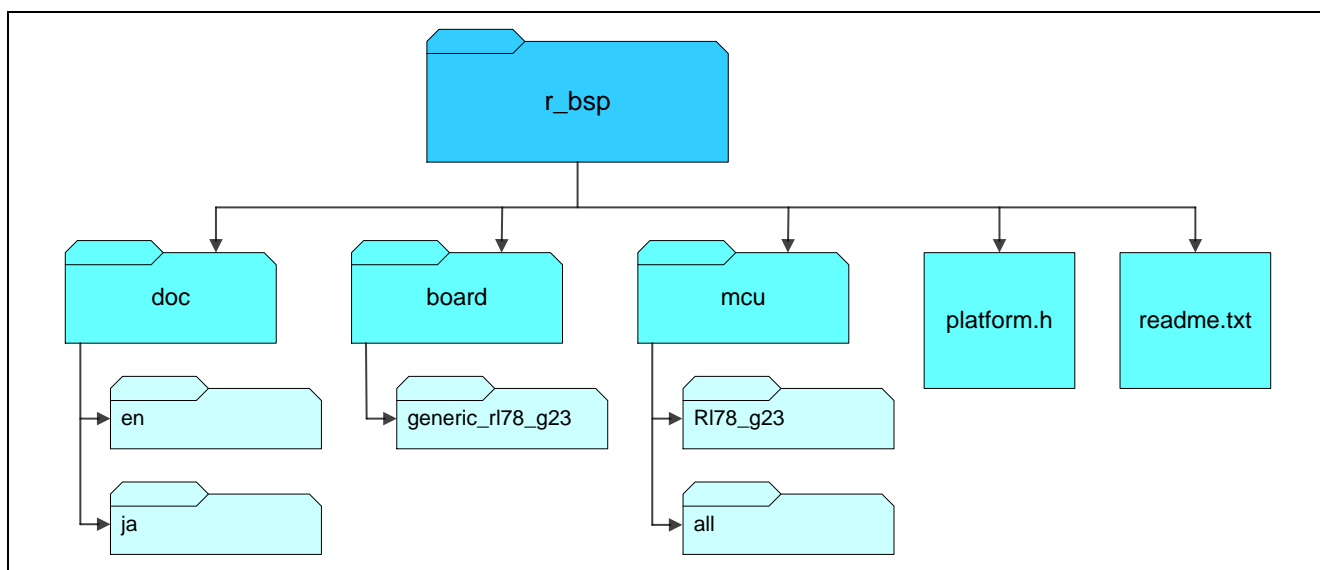 r_bsp
doc
board
mcu
platform.h
readme.txt
en
generic_rl78_g23
Rl78_g23
ja
all